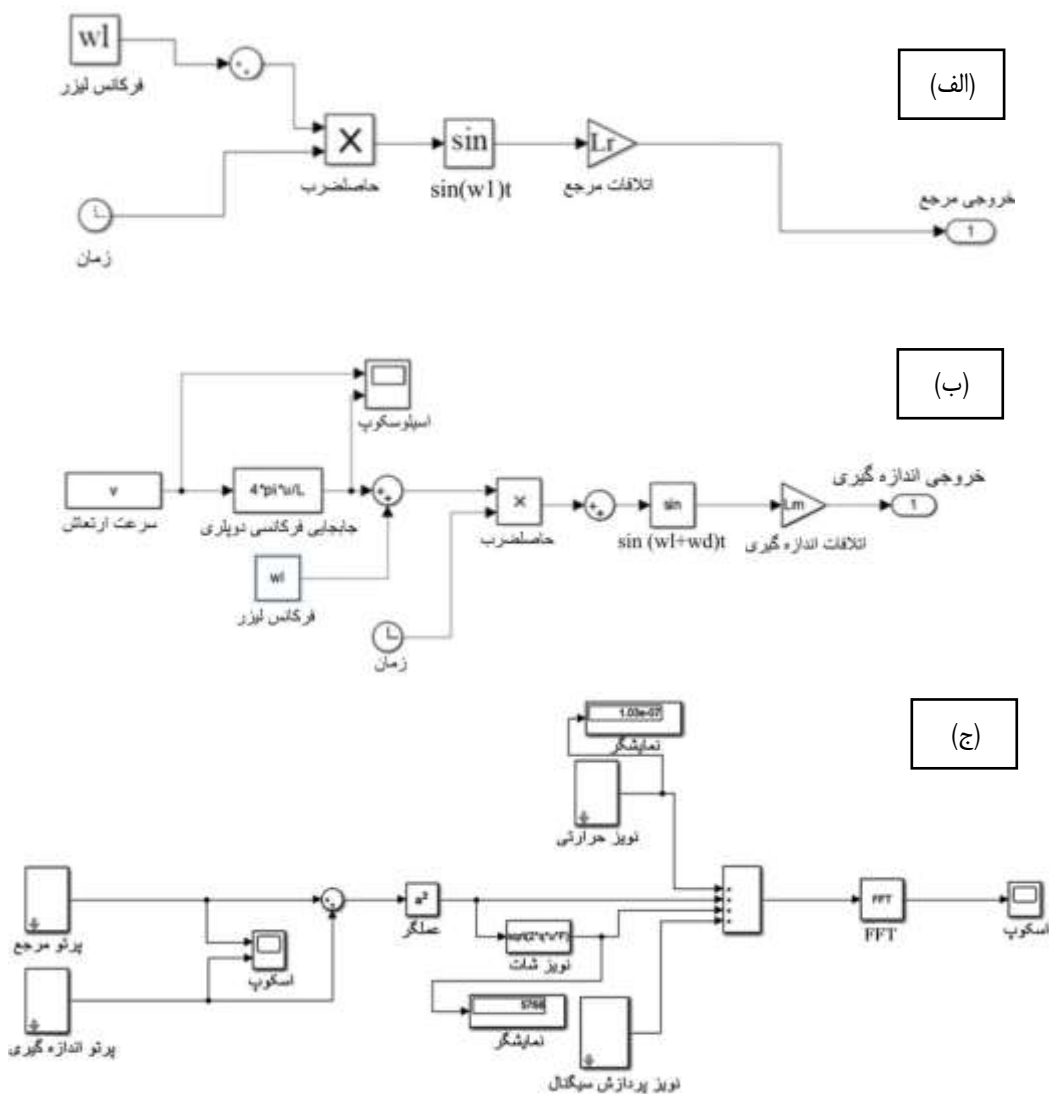 (الف)
wl
فرکانس لیزر
×
حاصلضرب
sin
sin(w1)t
Lr
اتلافات مرجع
خروجی مرجع
1
زمان
(ب)
اسیلوسکوپ
v
سرعت ارتعاش
4*pi*u/L
جابجایی فرکانسی دوپلری
wl
فرکانس لیزر
×
حاصلضرب
زمان
sin
sin (wl+wd)t
Lm
اتلافات اندازه گیری
خروجی اندازه گیری
1
(ج)
1.03e-07
نمایشگر
نویز حرارتی
پرتو مرجع
پرتو اندازه گیری
اسکوپ
a²
عملگر
نویز شات
5766
نمایشگر
نویز پردازش سیگنال
FFT
FFT
اسکوپ